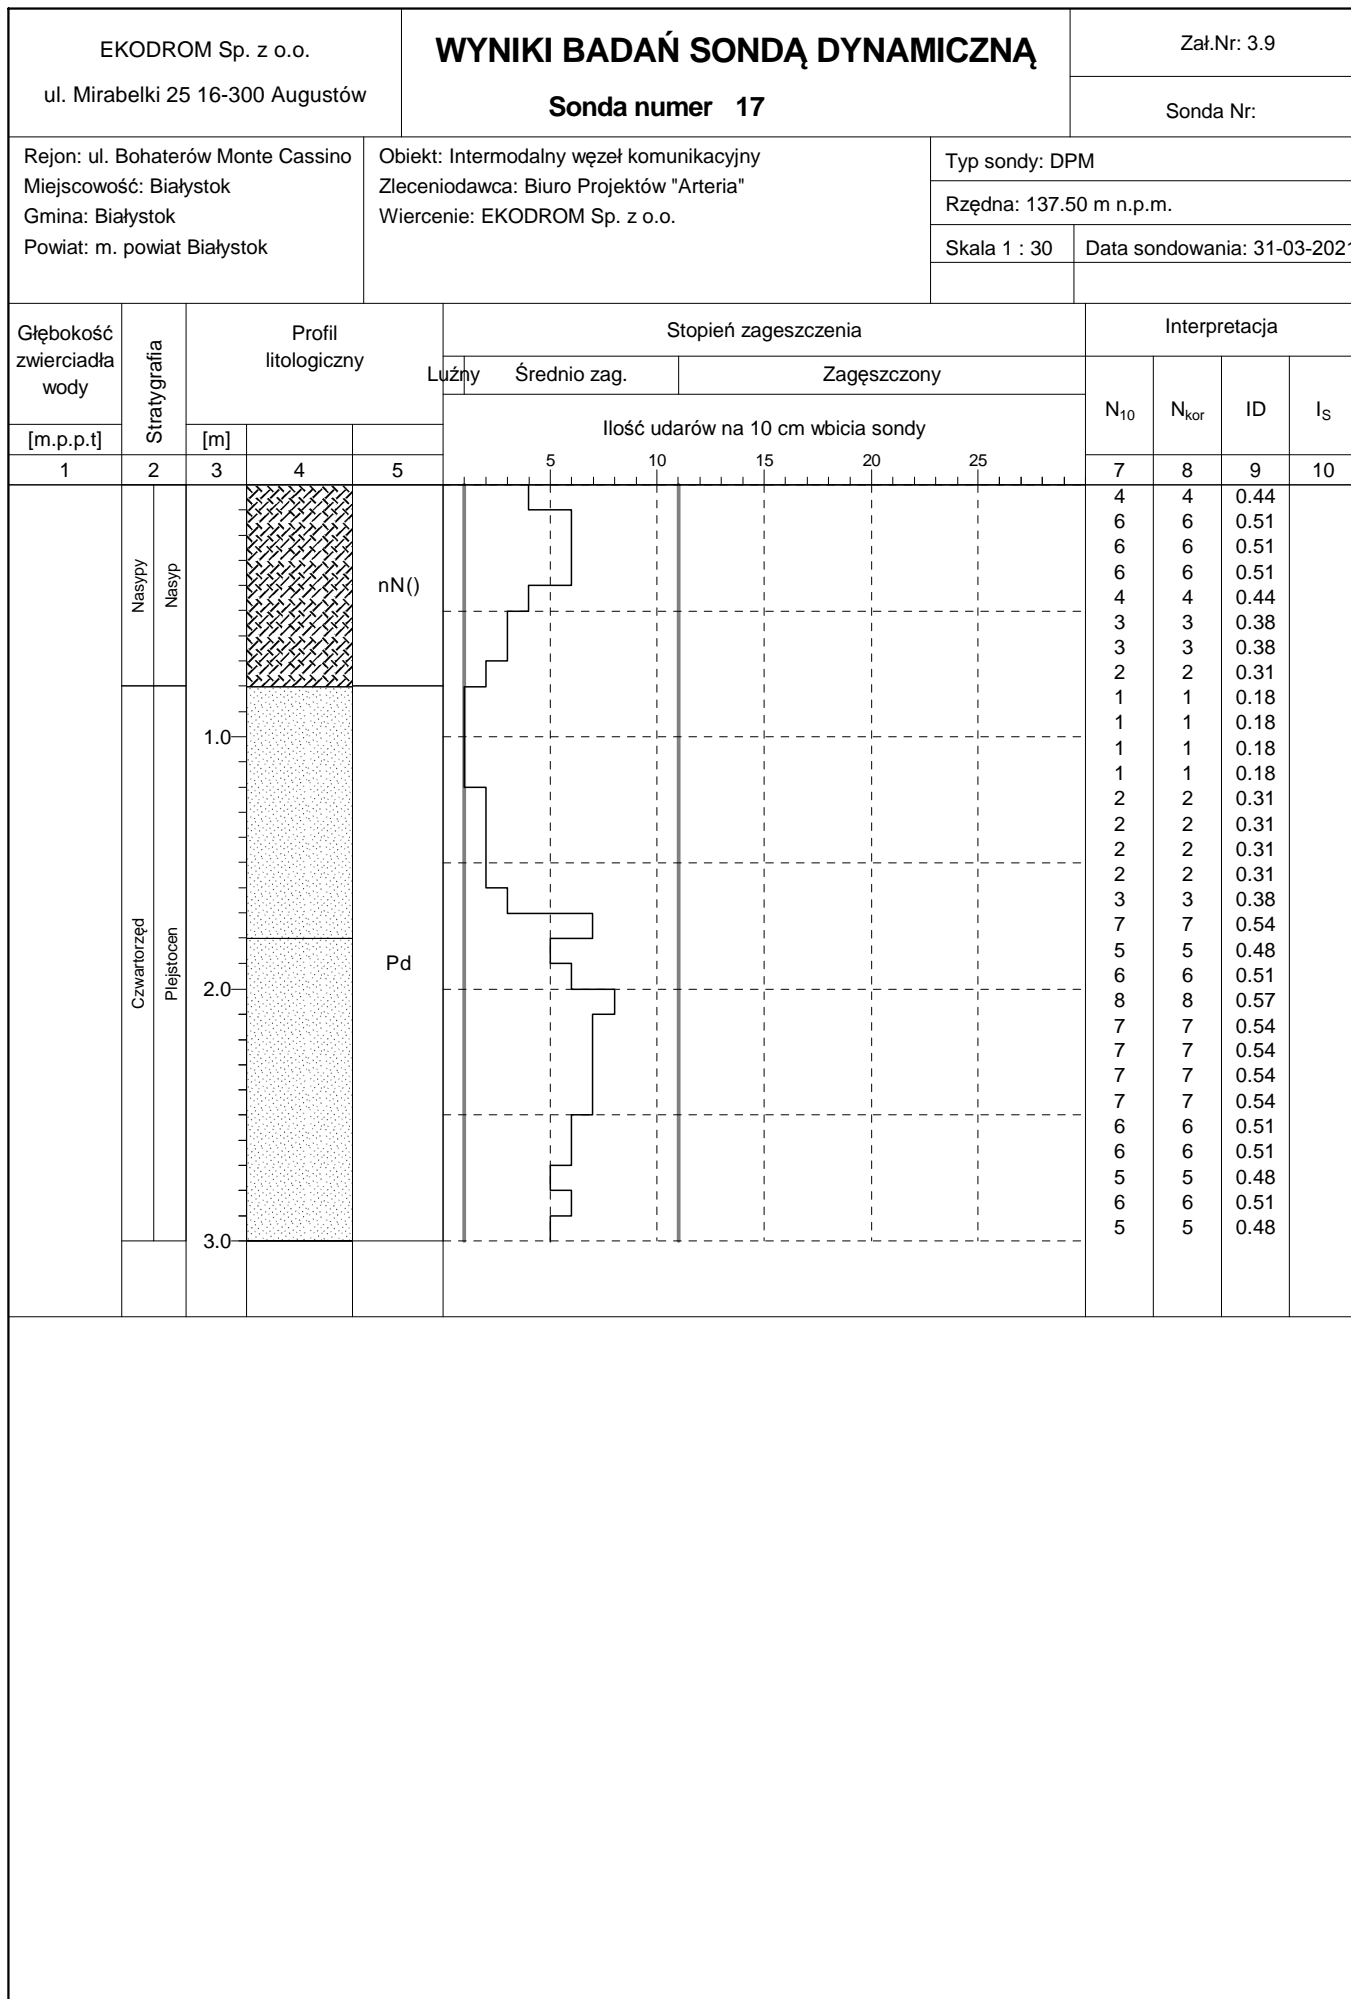 EKODROM Sp. z o.o.
ul. Mirabelki 25 16-300 Augustów
WYNIKI BADAŃ SONDĄ DYNAMICZNĄ
Sonda numer 17
Zał.Nr: 3.9
Sonda Nr:
Rejon: ul. Bohaterów Monte Cassino
Miejscowość: Białystok
Gmina: Białystok
Powiat: m. powiat Białystok
Obiekt: Intermodalny węzeł komunikacyjny
Zleceniodawca: Biuro Projektów "Arteria"
Wiercenie: EKODROM Sp. z o.o.
Typ sondy: DPM
Rzędna: 137.50 m n.p.m.
Skala 1 : 30
Data sondowania: 31-03-2021
Głębokość
zwierciadła
wody
[m.p.p.t]
Stratygrafia
Profil
litologiczny
[m]
Stopień zageszczenia
Luźny Średnio zag. Zagęszczony
Ilość udarów na 10 cm wbicia sondy
5 10 15 20 25
Interpretacja
N10 Nkor ID IS
1 2 3 4 5 7 8 9 10
Nasypy
Nasyp
nN()
Czwartorzęd
Plejstocen
Pd
1.0
2.0
3.0
4 4 0.44
6 6 0.51
6 6 0.51
6 6 0.51
4 4 0.44
3 3 0.38
3 3 0.38
2 2 0.31
1 1 0.18
1 1 0.18
1 1 0.18
1 1 0.18
2 2 0.31
2 2 0.31
2 2 0.31
2 2 0.31
3 3 0.38
7 7 0.54
5 5 0.48
6 6 0.51
8 8 0.57
7 7 0.54
7 7 0.54
7 7 0.54
7 7 0.54
6 6 0.51
6 6 0.51
5 5 0.48
6 6 0.51
5 5 0.48